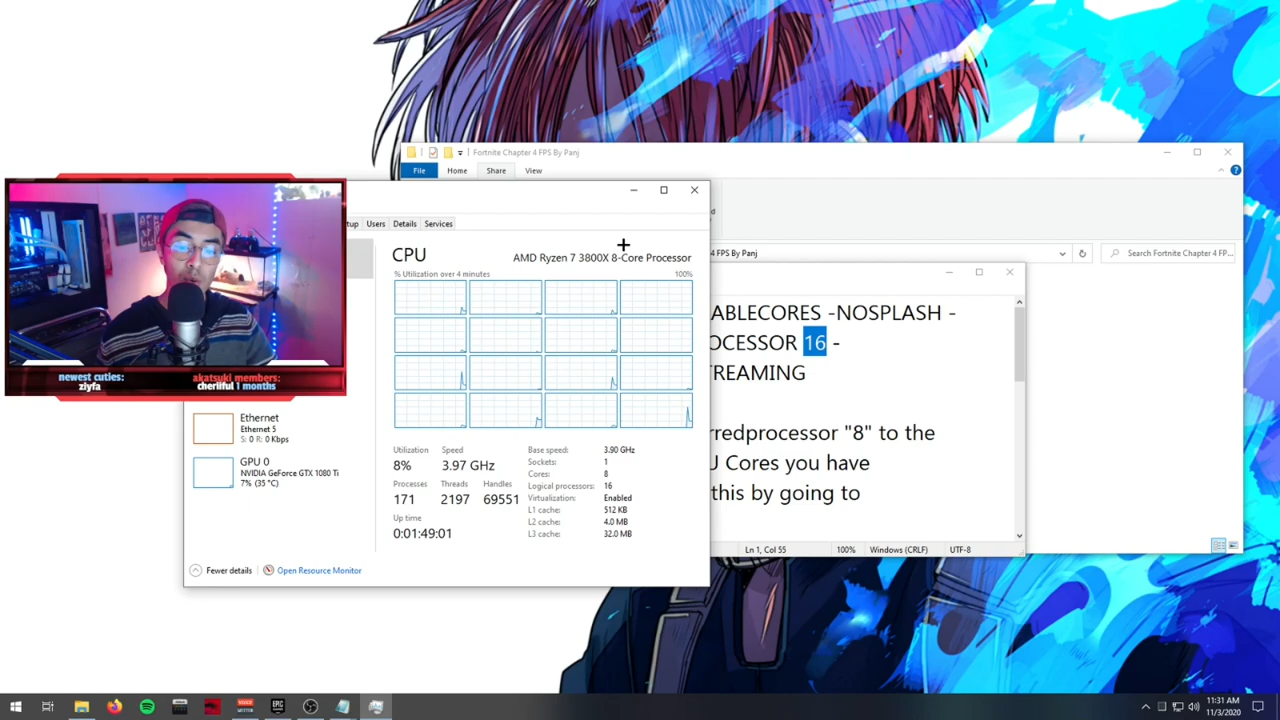 Fortnite Chapter 4 FPS By Panj
File Home Share View
tup Users Details Services
4 FPS By Panj
Search Fortnite Chapter 4 FP...
CPU
AMD Ryzen 7 3800X 8-Core Processor
% Utilization over 4 minutes
100%
Utilization
8%
Speed
3.97 GHz
Processes
171
Threads
2197
Handles
69551
Up time
0:01:49:01
Base speed: 3.90 GHz
Sockets: 1
Cores: 8
Logical processors: 16
Virtualization: Enabled
L1 cache: 512 KB
L2 cache: 4.0 MB
L3 cache: 32.0 MB
Ethernet
Ethernet 5
S: 0 R: 0 Kbps
GPU 0
NVIDIA GeForce GTX 1080 Ti
7% (35 °C)
Fewer details
Open Resource Monitor
ABLECORES -NOSPLASH -
OCESSOR 16 -
TREAMING
rredprocessor "8" to the
U Cores you have
this by going to
Ln 1, Col 55
100%
Windows (CRLF)
UTF-8
newest cuties:
ziyfa
akatsuki members:
cherliful 1 months
EPIC
11:31 AM
11/3/2020